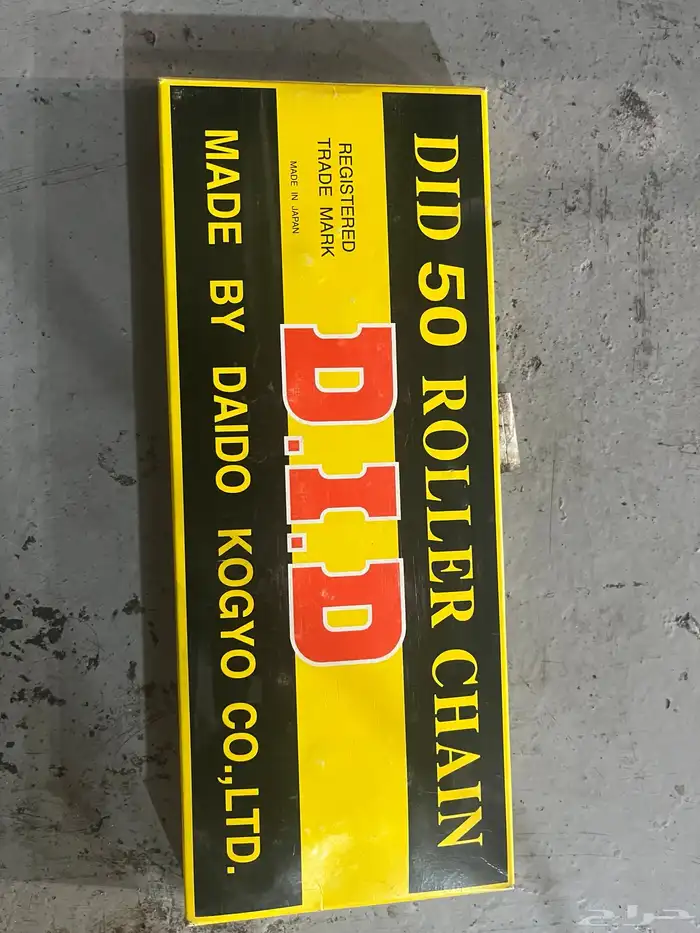 DID 50 ROLLER CHAIN
REGISTERED
TRADE MARK
MADE IN JAPAN
D.I.D
MADE BY DAIDO KOGYO CO.,LTD.
حراج